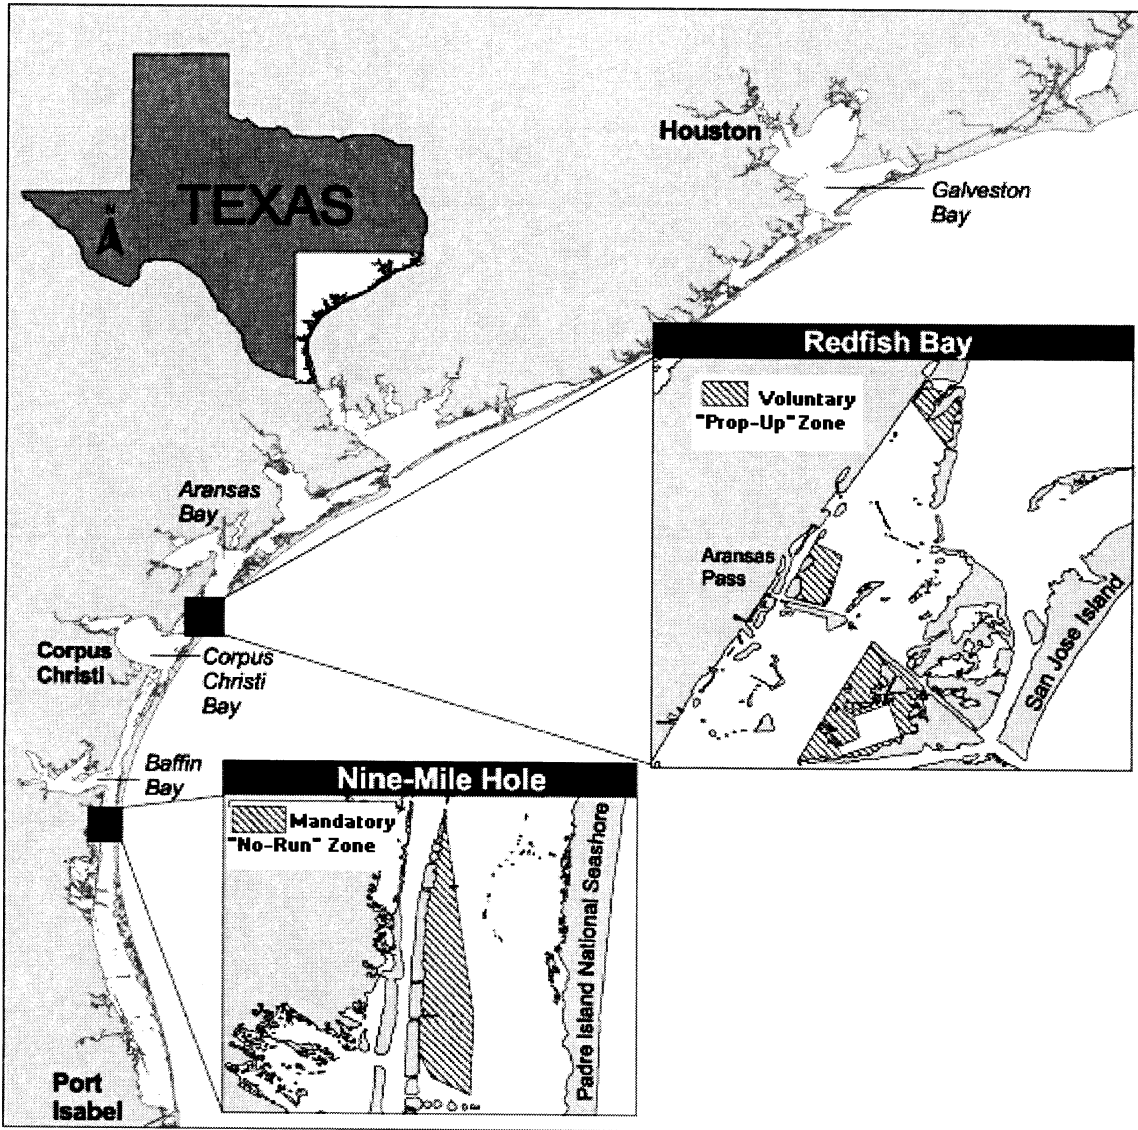 TEXAS
N
Houston
Galveston
Bay
Redfish Bay
Voluntary
"Prop-Up" Zone
Aransas
Pass
San Jose Island
Aransas
Bay
Corpus
Christi
Corpus
Christi
Bay
Baffin
Bay
Nine-Mile Hole
Mandatory
"No-Run" Zone
Padre Island National Seashore
Port
Isabel